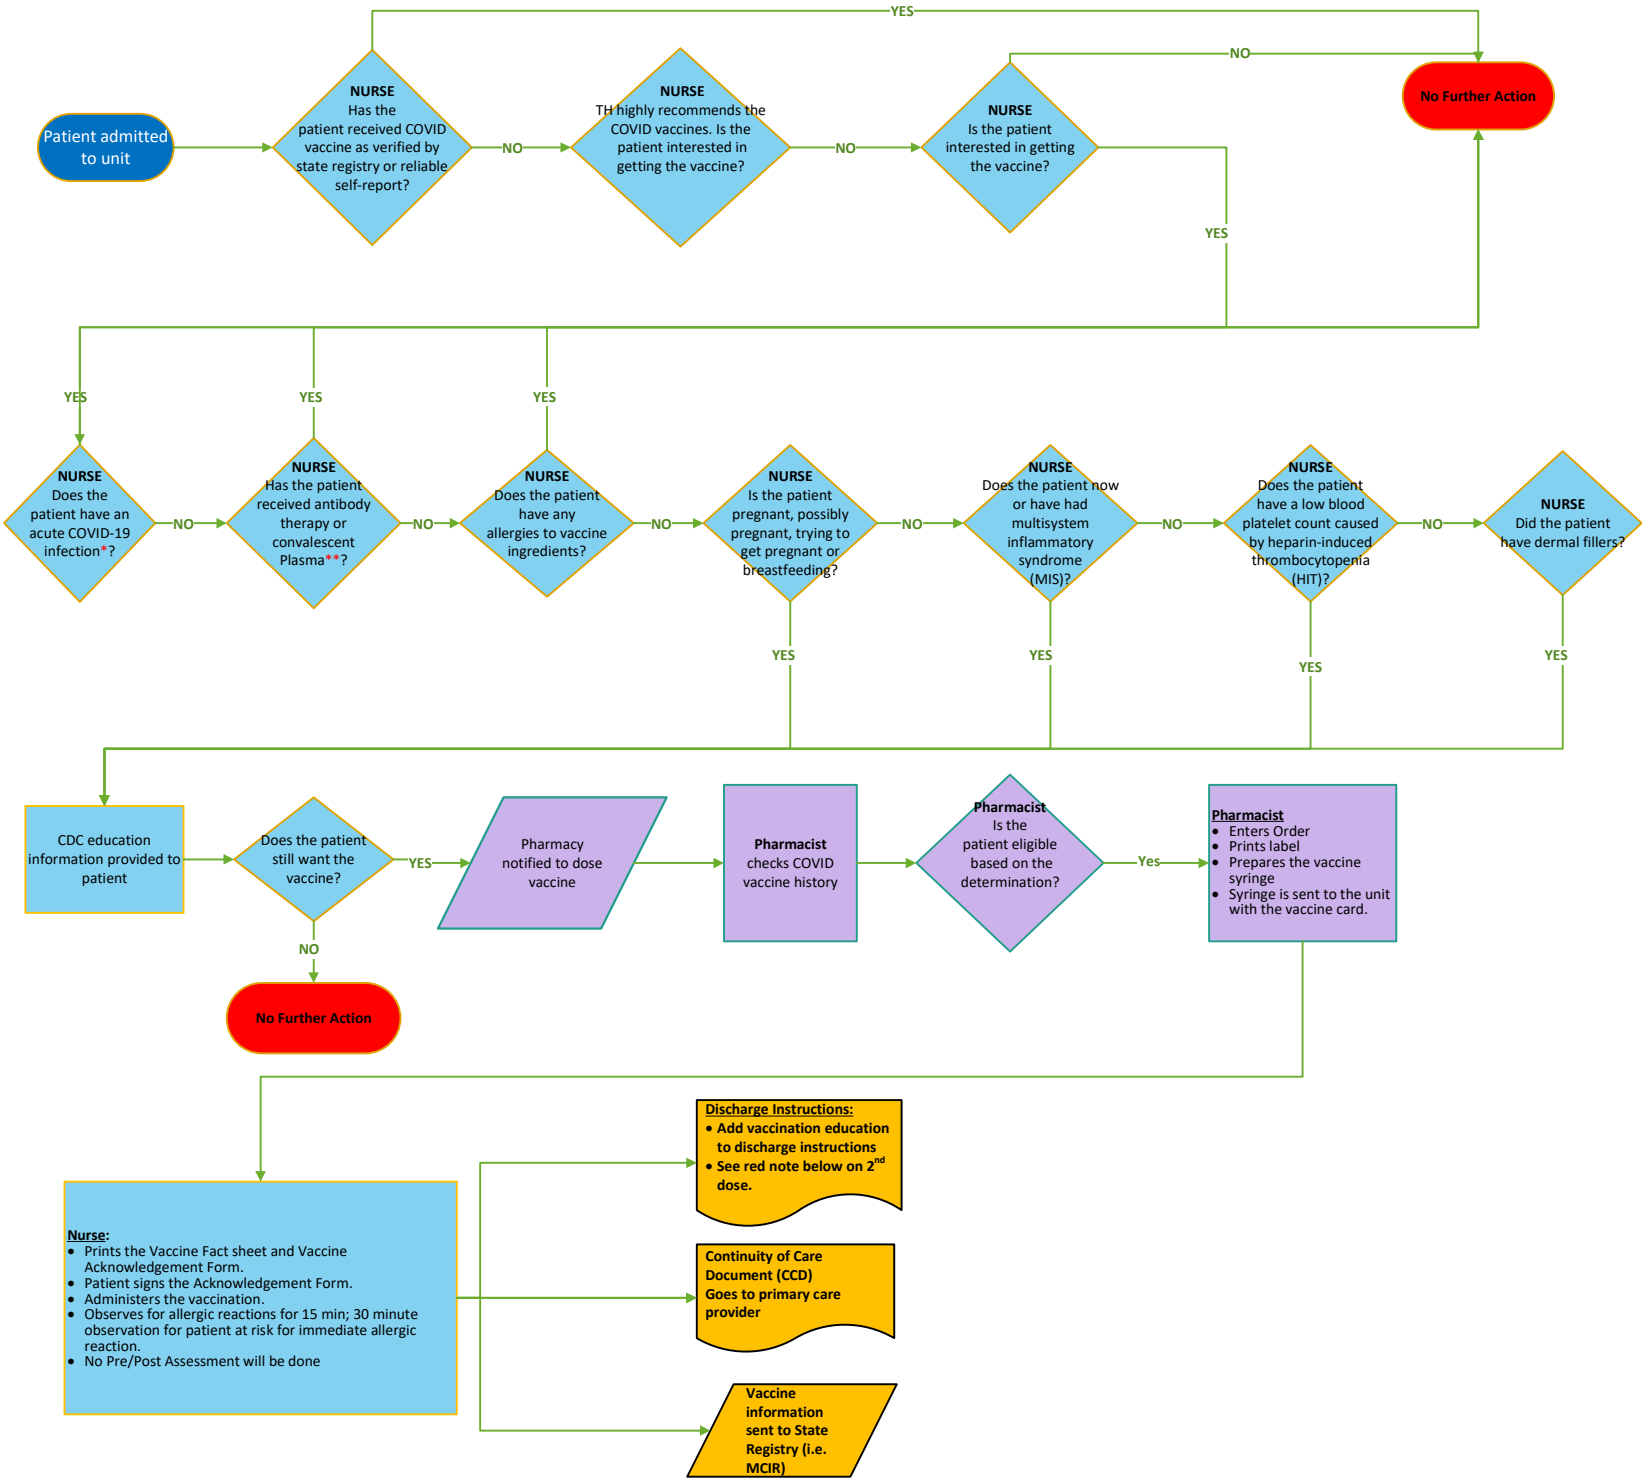 YES
NO
No Further Action
Patient admitted
to unit
NURSE
Has the
patient received COVID
vaccine as verified by
state registry or reliable
self-report?
NO
NURSE
TH highly recommends the
COVID vaccines. Is the
patient interested in
getting the vaccine?
NO
NURSE
Is the patient
interested in getting
the vaccine?
YES
YES
YES
YES
NURSE
Does the
patient have an
acute COVID-19
infection*?
NO
NURSE
Has the patient
received antibody
therapy or
convalescent
Plasma**?
NO
NURSE
Does the patient
have any
allergies to vaccine
ingredients?
NO
NURSE
Is the patient
pregnant, possibly
pregnant, trying to
get pregnant or
breastfeeding?
NO
NURSE
Does the patient now
or have had
multisystem
inflammatory
syndrome
(MIS)?
NO
NURSE
Does the patient
have a low blood
platelet count caused
by heparin-induced
thrombocytopenia
(HIT)?
NO
NURSE
Did the patient
have dermal fillers?
YES
YES
YES
YES
CDC education
information provided to
patient
Does the patient
still want the
vaccine?
YES
NO
No Further Action
Pharmacy
notified to dose
vaccine
Pharmacist
checks COVID
vaccine history
Pharmacist
Is the
patient eligible
based on the
determination?
Yes
Pharmacist
• Enters Order
• Prints label
• Prepares the vaccine
syringe
• Syringe is sent to the unit
with the vaccine card.
Nurse:
• Prints the Vaccine Fact sheet and Vaccine
Acknowledgement Form.
• Patient signs the Acknowledgement Form.
• Administers the vaccination.
• Observes for allergic reactions for 15 min; 30 minute
observation for patient at risk for immediate allergic
reaction.
• No Pre/Post Assessment will be done
Discharge Instructions:
• Add vaccination education
to discharge instructions
• See red note below on 2nd
dose.
Continuity of Care
Document (CCD)
Goes to primary care
provider
Vaccine
information
sent to State
Registry (i.e.
MCIR)